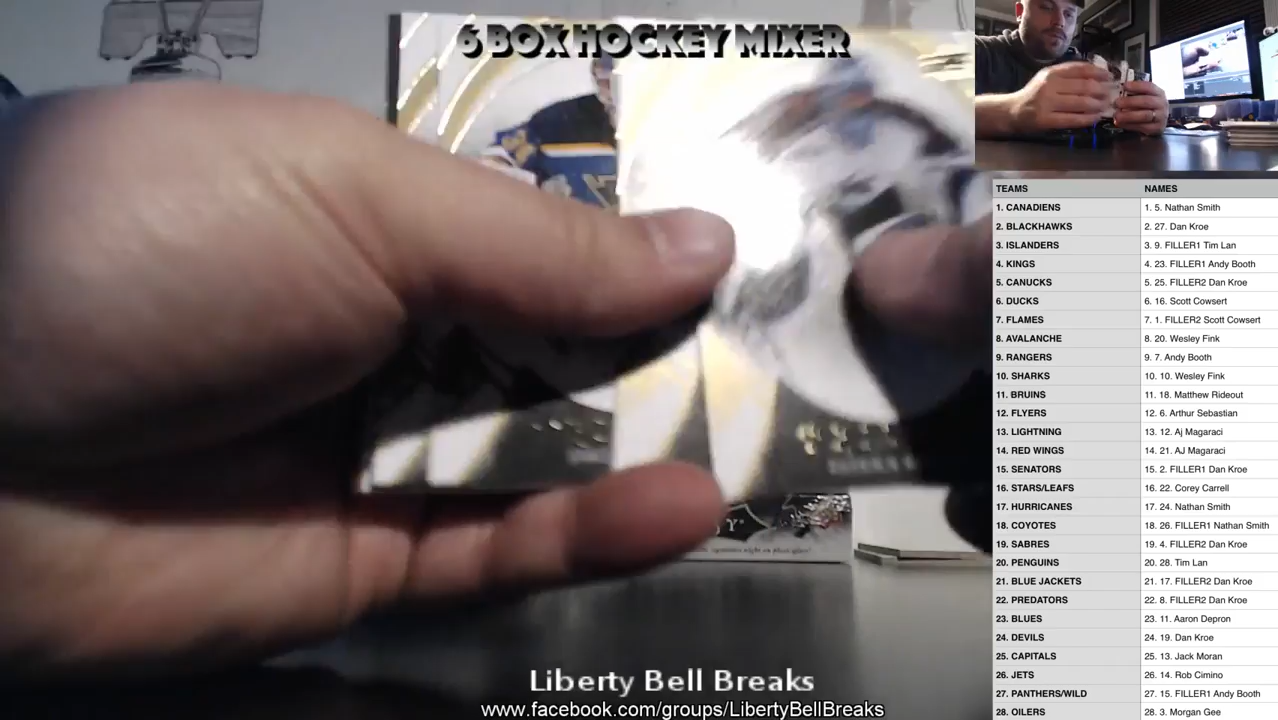 6 BOX HOCKEY MIXER
TEAMS NAMES
1. CANADIENS 1. 5. Nathan Smith
2. BLACKHAWKS 2. 27. Dan Kroe
3. ISLANDERS 3. 9. FILLER1 Tim Lan
4. KINGS 4. 23. FILLER1 Andy Booth
5. CANUCKS 5. 25. FILLER2 Dan Kroe
6. DUCKS 6. 16. Scott Cowsert
7. FLAMES 7. 1. FILLER2 Scott Cowsert
8. AVALANCHE 8. 20. Wesley Fink
9. RANGERS 9. 7. Andy Booth
10. SHARKS 10. 10. Wesley Fink
11. BRUINS 11. 18. Matthew Rideout
12. FLYERS 12. 6. Arthur Sebastian
13. LIGHTNING 13. 12. Aj Magaraci
14. RED WINGS 14. 21. AJ Magaraci
15. SENATORS 15. 2. FILLER1 Dan Kroe
16. STARS/LEAFS 16. 22. Corey Carrell
17. HURRICANES 17. 24. Nathan Smith
18. COYOTES 18. 26. FILLER1 Nathan Smith
19. SABRES 19. 4. FILLER2 Dan Kroe
20. PENGUINS 20. 28. Tim Lan
21. BLUE JACKETS 21. 17. FILLER2 Dan Kroe
22. PREDATORS 22. 8. FILLER2 Dan Kroe
23. BLUES 23. 11. Aaron Depron
24. DEVILS 24. 19. Dan Kroe
25. CAPITALS 25. 13. Jack Moran
26. JETS 26. 14. Rob Cimino
27. PANTHERS/WILD 27. 15. FILLER1 Andy Booth
28. OILERS 28. 3. Morgan Gee
Liberty Bell Breaks
www.facebook.com/groups/LibertyBellBreaks